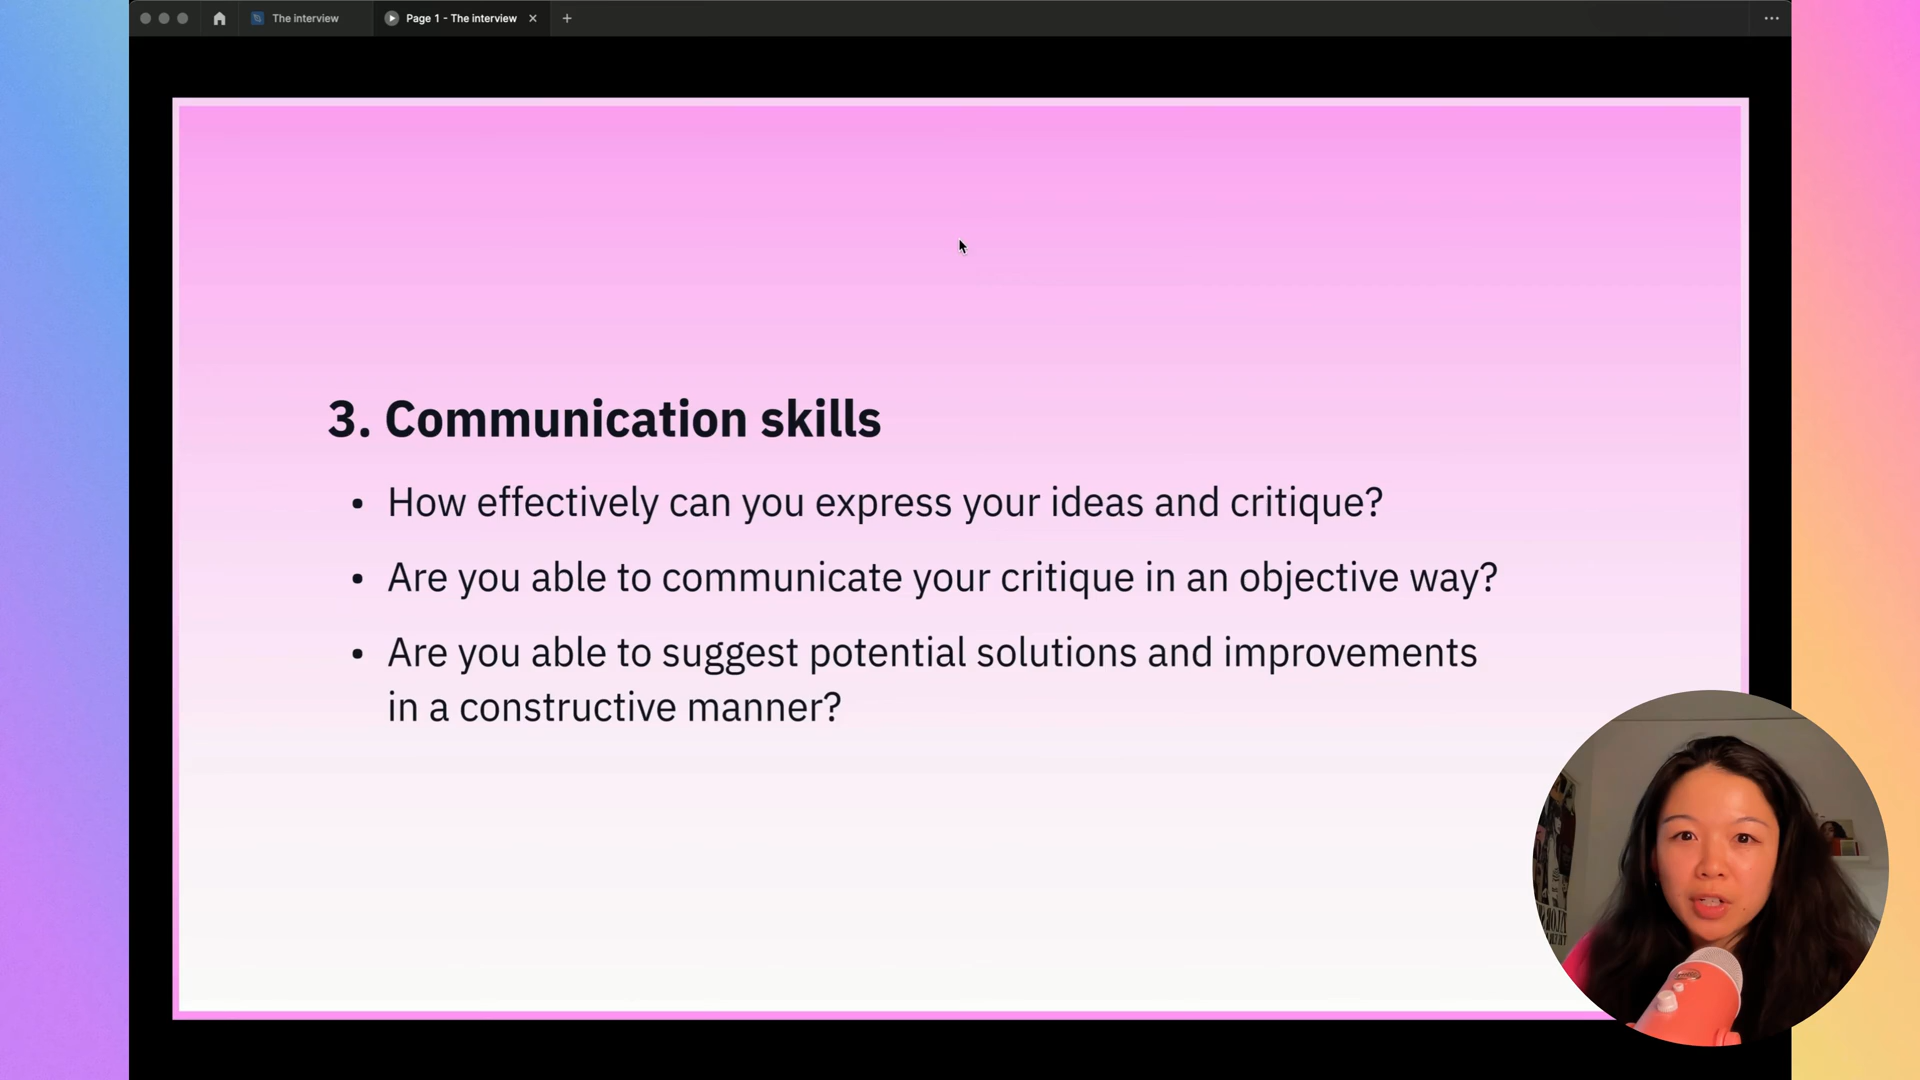 The interview
Page 1 - The interview
3. Communication skills
• How effectively can you express your ideas and critique?
• Are you able to communicate your critique in an objective way?
• Are you able to suggest potential solutions and improvements
in a constructive manner?